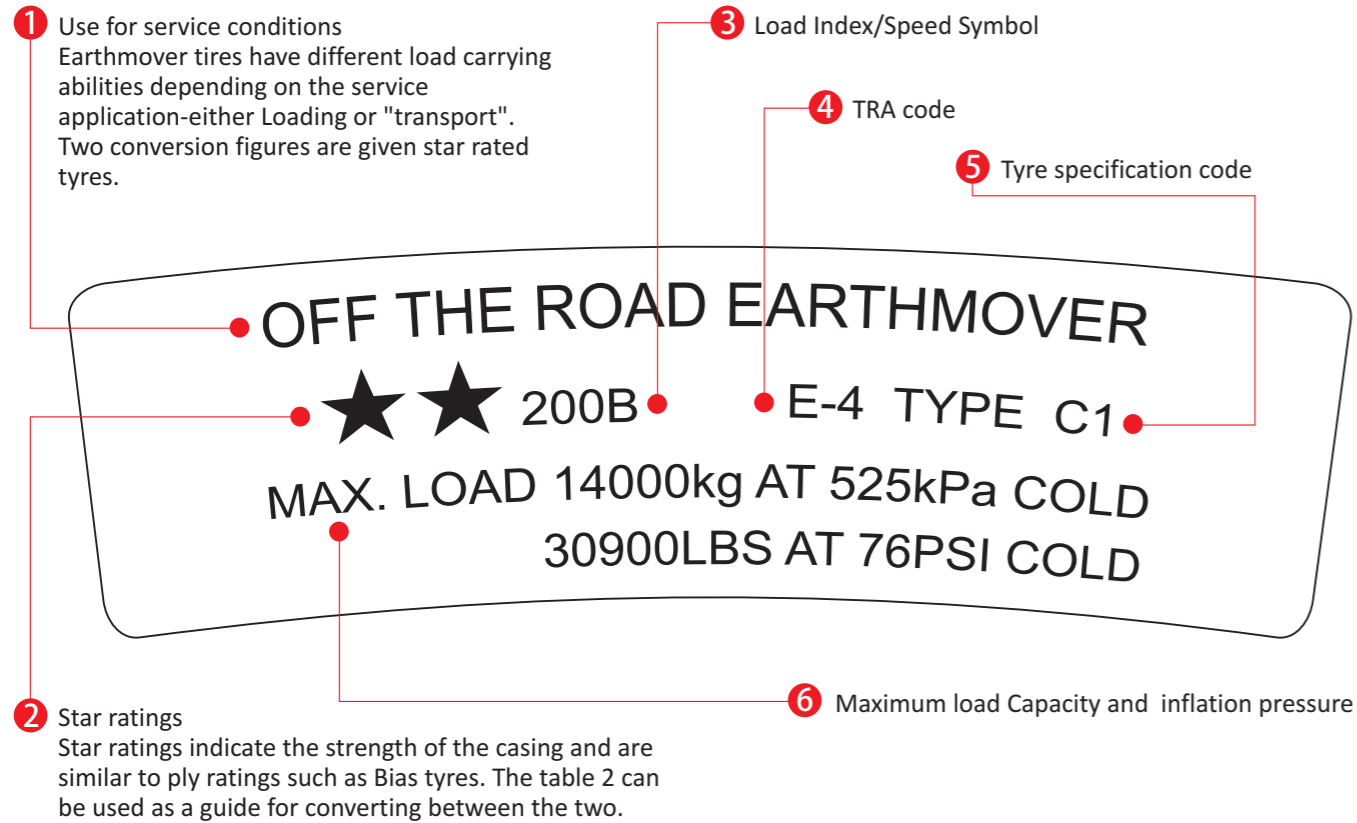 1 Use for service conditions
Earthmover tires have different load carrying
abilities depending on the service
application-either Loading or "transport".
Two conversion figures are given star rated
tyres.
3 Load Index/Speed Symbol
4 TRA code
5 Tyre specification code
OFF THE ROAD EARTHMOVER
★★ 200B E-4 TYPE C1
MAX. LOAD 14000kg AT 525kPa COLD
30900LBS AT 76PSI COLD
2 Star ratings
Star ratings indicate the strength of the casing and are
similar to ply ratings such as Bias tyres. The table 2 can
be used as a guide for converting between the two.
6 Maximum load Capacity and inflation pressure